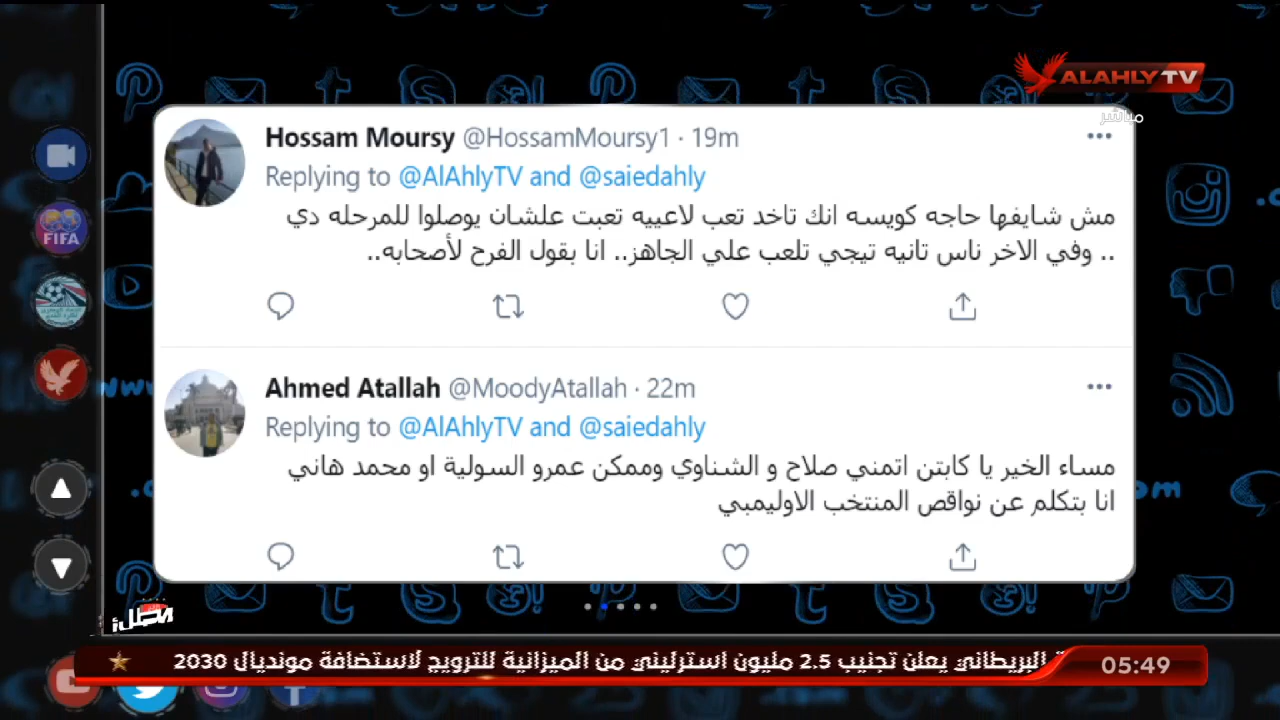 ALAHLY TV
مباشر
Hossam Moursy @HossamMoursy1 · 19m
Replying to @AlAhlyTV and @saiedahly
مش شايفها حاجه كويسه انك تاخد تعب لاعبيه تعبت علشان يوصلوا للمرحله دي
.. وفي الاخر ناس تانيه تيجي تلعب علي الجاهز.. انا بقول الفرح لأصحابه..
FIFA
Ahmed Atallah @MoodyAtallah · 22m
Replying to @AlAhlyTV and @saiedahly
مساء الخير يا كابتن اتمني صلاح و الشناوي وممكن عمرو السولية او محمد هاني
انا بتكلم عن نواقص المنتخب الاوليمبي
البريطاني يعلن تجنيب 2.5 مليون استرليني من الميزانية للترويج لاستضافة مونديال 2030
05:49